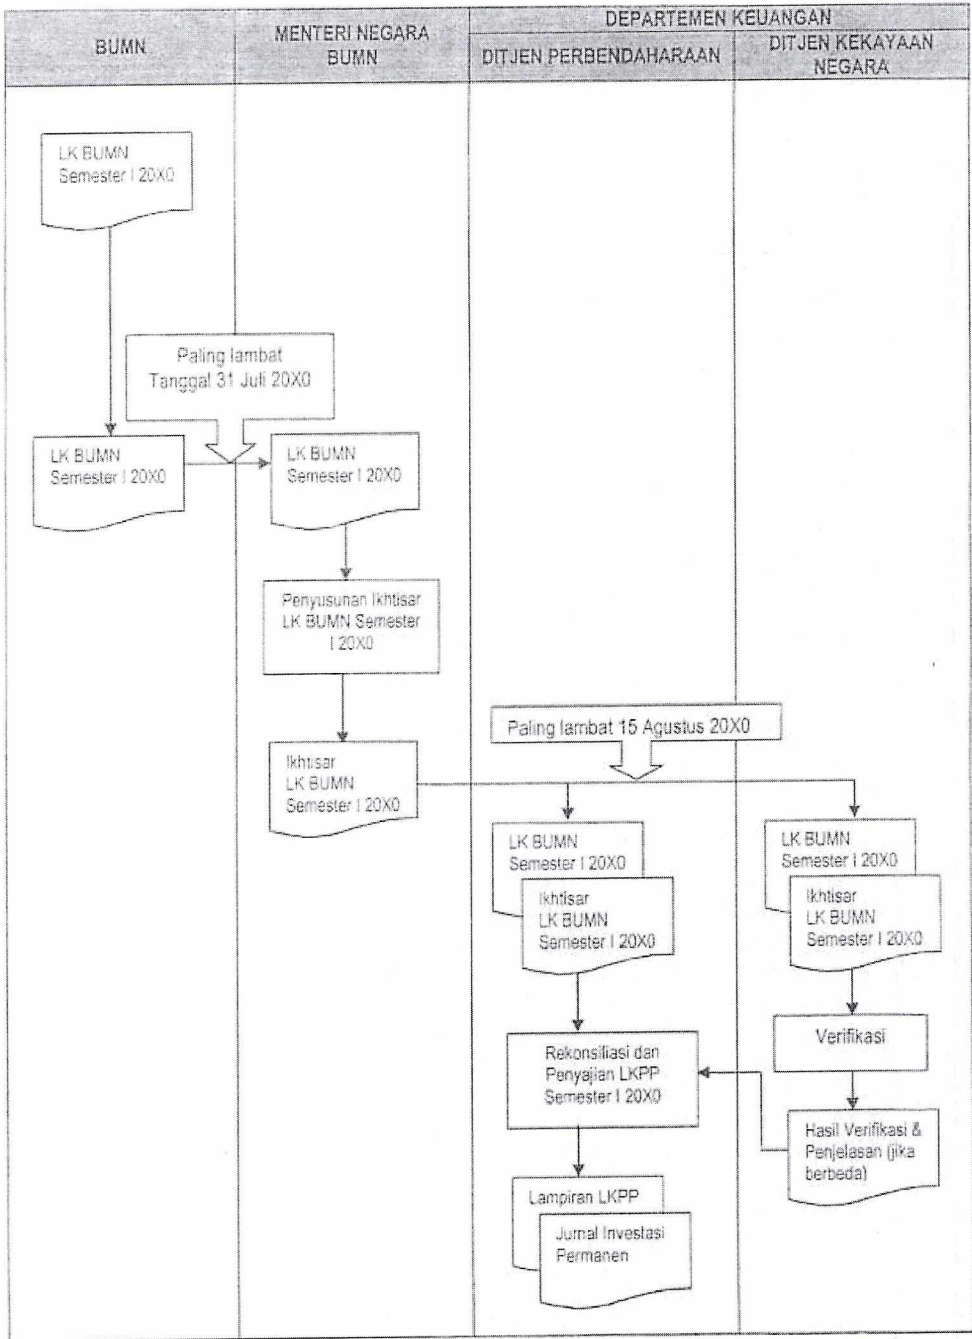 BUMN
MENTERI NEGARA
BUMN
DEPARTEMEN KEUANGAN
DITJEN PERBENDAHARAAN
DITJEN KEKAYAAN
NEGARA
LK BUMN
Semester I 20X0
Paling lambat
Tanggal 31 Juli 20X0
LK BUMN
Semester I 20X0
LK BUMN
Semester I 20X0
Penyusunan Ikhtisar
LK BUMN Semester
I 20X0
Paling lambat 15 Agustus 20X0
Ikhtisar
LK BUMN
Semester I 20X0
LK BUMN
Semester I 20X0
Ikhtisar
LK BUMN
Semester I 20X0
LK BUMN
Semester I 20X0
Ikhtisar
LK BUMN
Semester I 20X0
Verifikasi
Rekonsiliasi dan
Penyajian LKPP
Semester I 20X0
Hasil Verifikasi &
Penjelasan (jika
berbeda)
Lampiran LKPP
Jurnal Investasi
Permanen